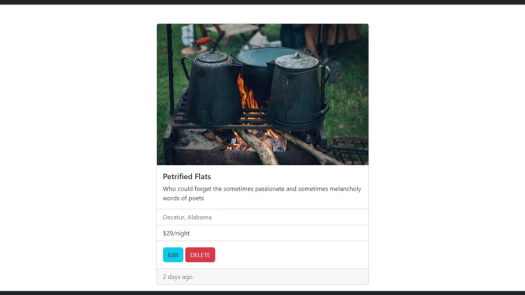 Petrified Flats
Who could forget the sometimes passionate and sometimes melancholy
words of poets
Decatur, Alabama
$29/night
Edit DELETE
2 days ago